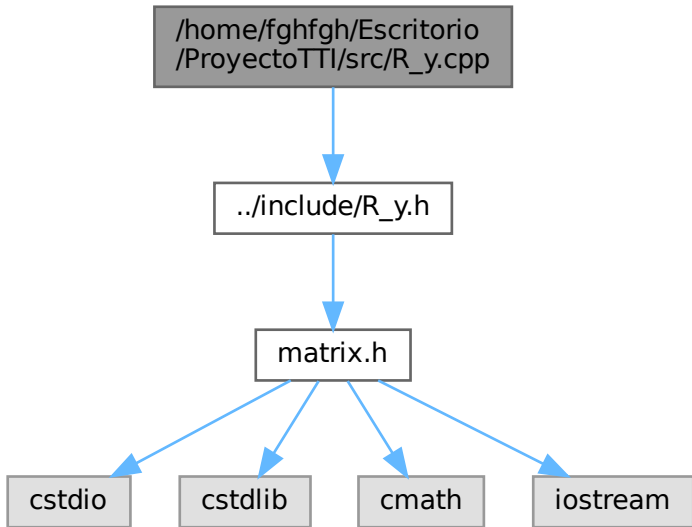 /home/fghfgh/Escritorio
/ProyectoTTI/src/R_y.cpp
../include/R_y.h
matrix.h
cstdio
cstdlib
cmath
iostream